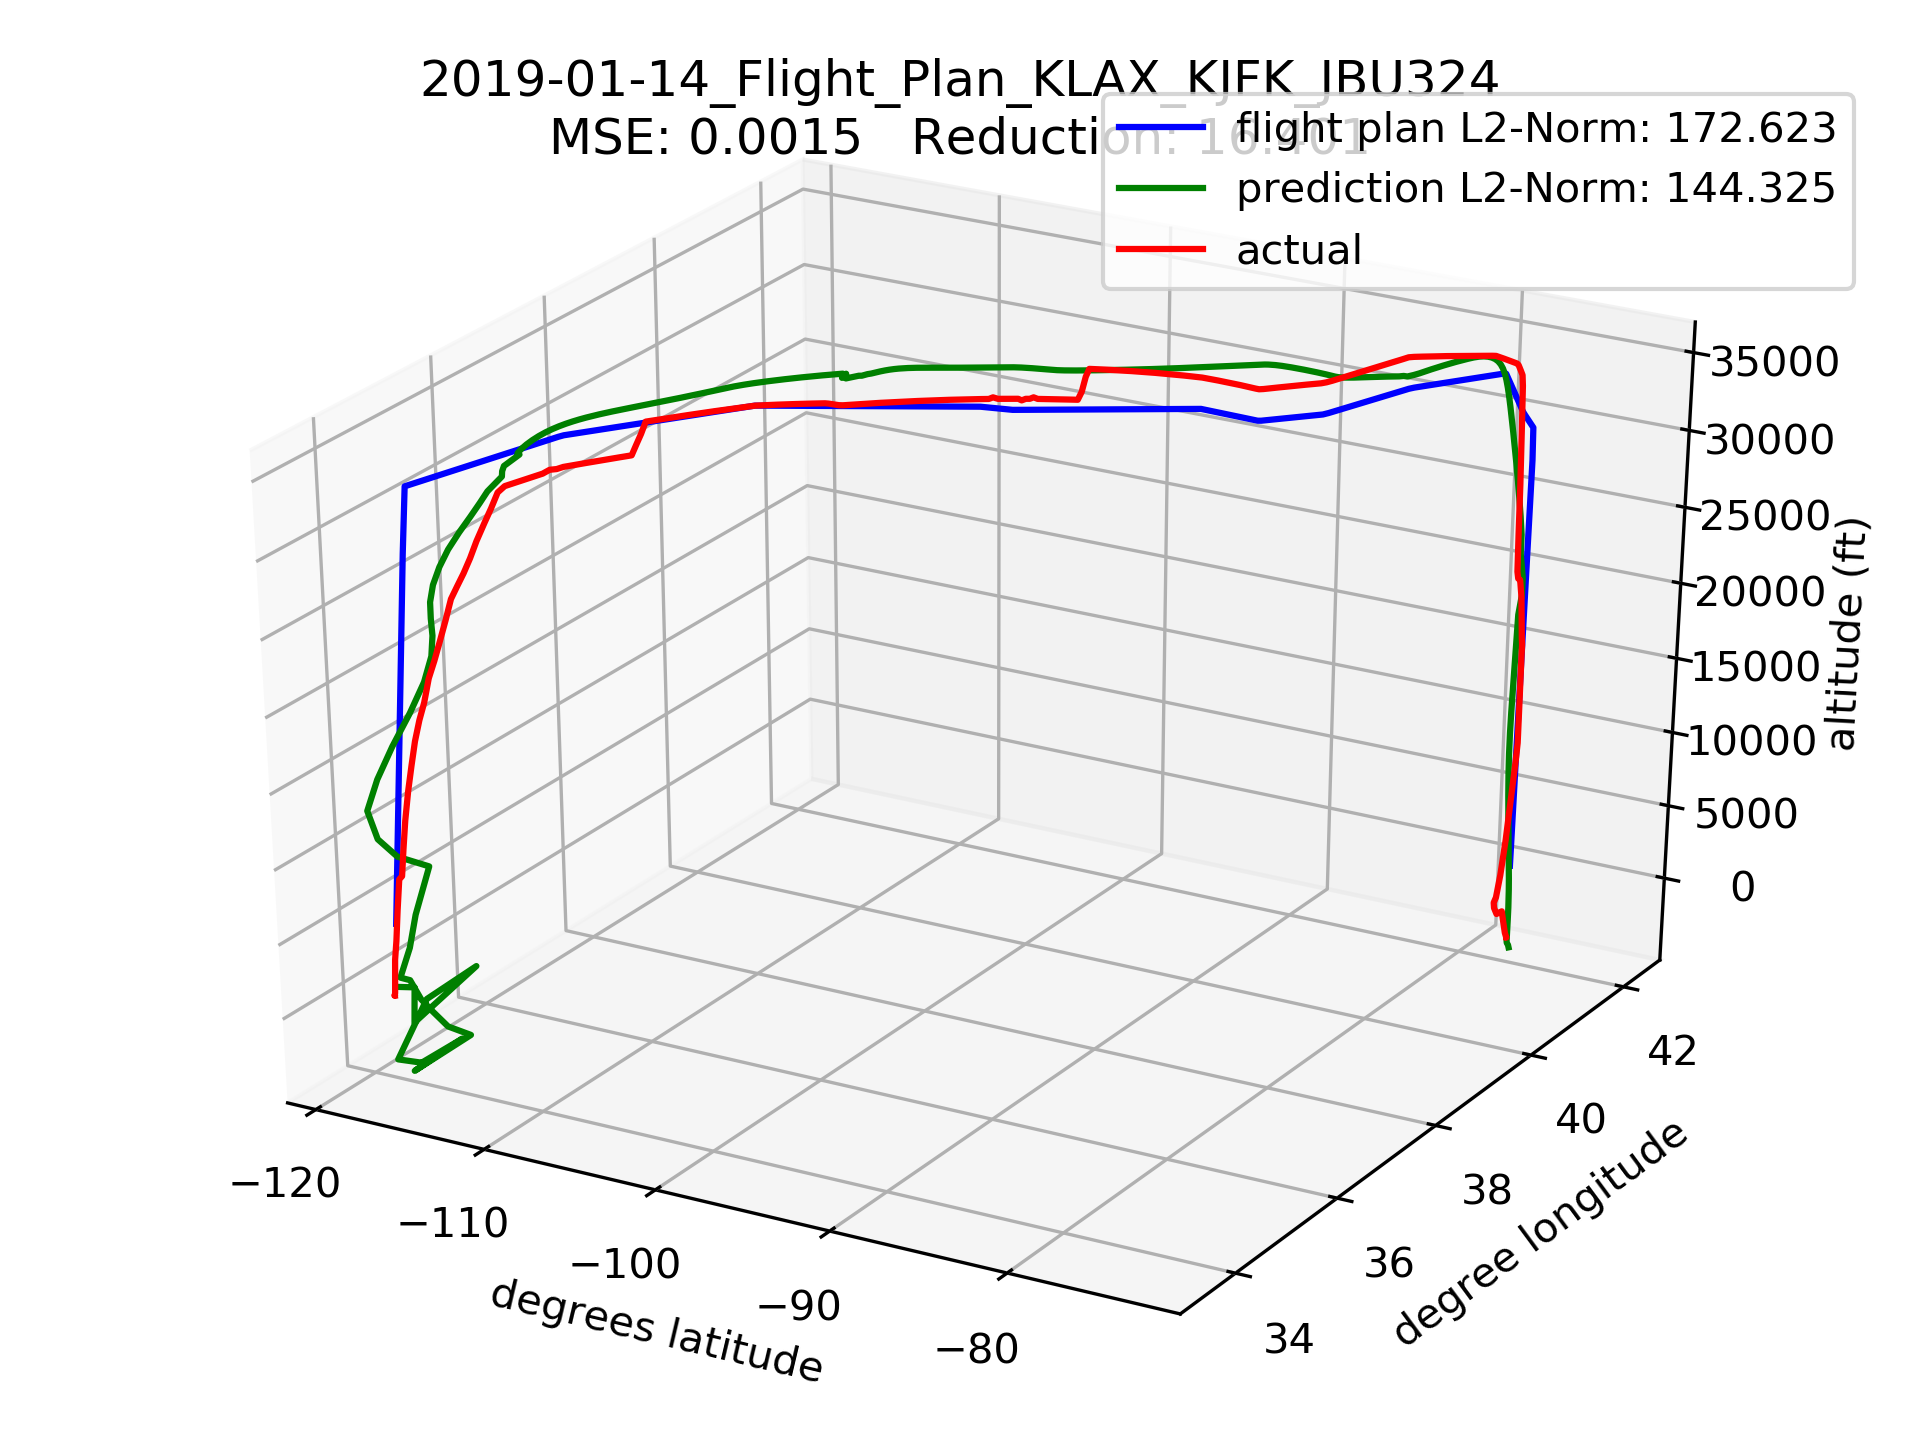 2019-01-14_Flight_Plan_KLAX_KJFK_JBU324
MSE: 0.0015   Reduction: 16.401
flight plan L2-Norm: 172.623
prediction L2-Norm: 144.325
actual
35000
30000
25000
20000
15000
10000
5000
0
altitude (ft)
42
40
38
36
34
degree longitude
−120
−110
−100
−90
−80
degrees latitude